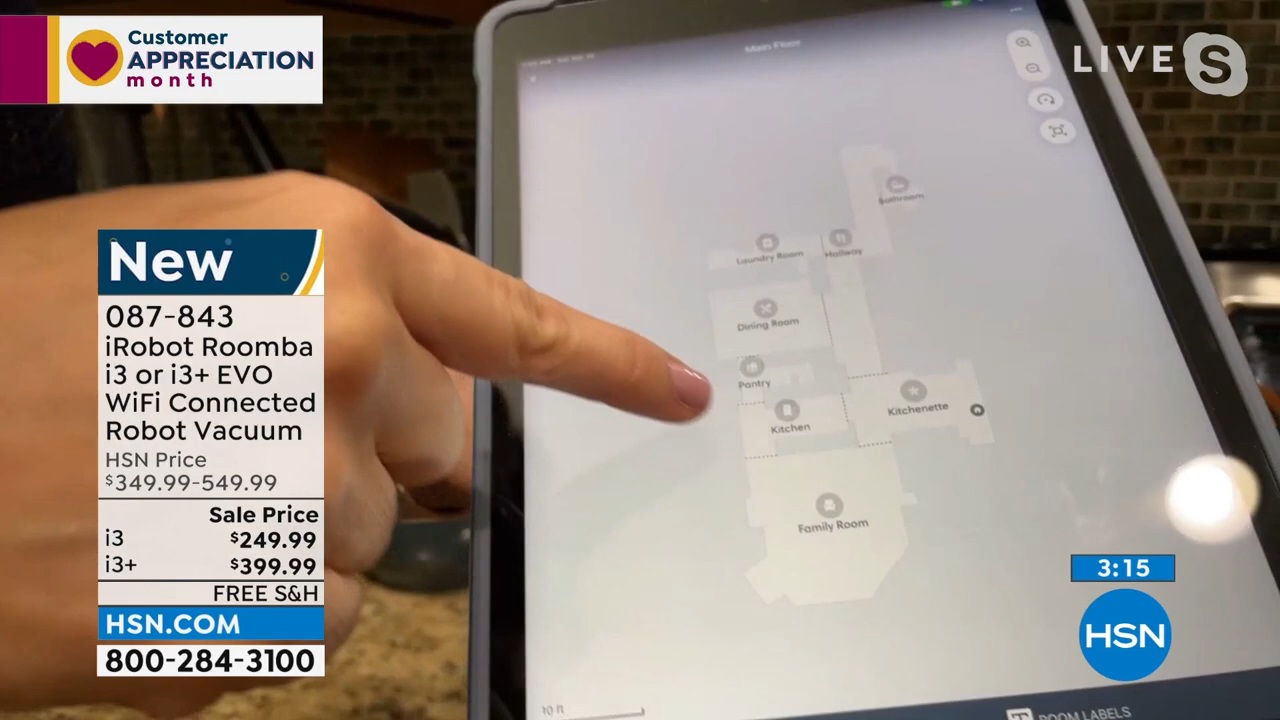 Customer
APPRECIATION
month
LIVE S
New
087-843
iRobot Roomba
i3 or i3+ EVO
WiFi Connected
Robot Vacuum
HSN Price
$349.99-549.99
Sale Price
i3 $249.99
i3+ $399.99
FREE S&H
HSN.COM
800-284-3100
Main Floor
Bathroom
Laundry Room
Hallway
Dining Room
Pantry
Kitchen
Kitchenette
Family Room
10 ft
ROOM LABELS
3:15
HSN